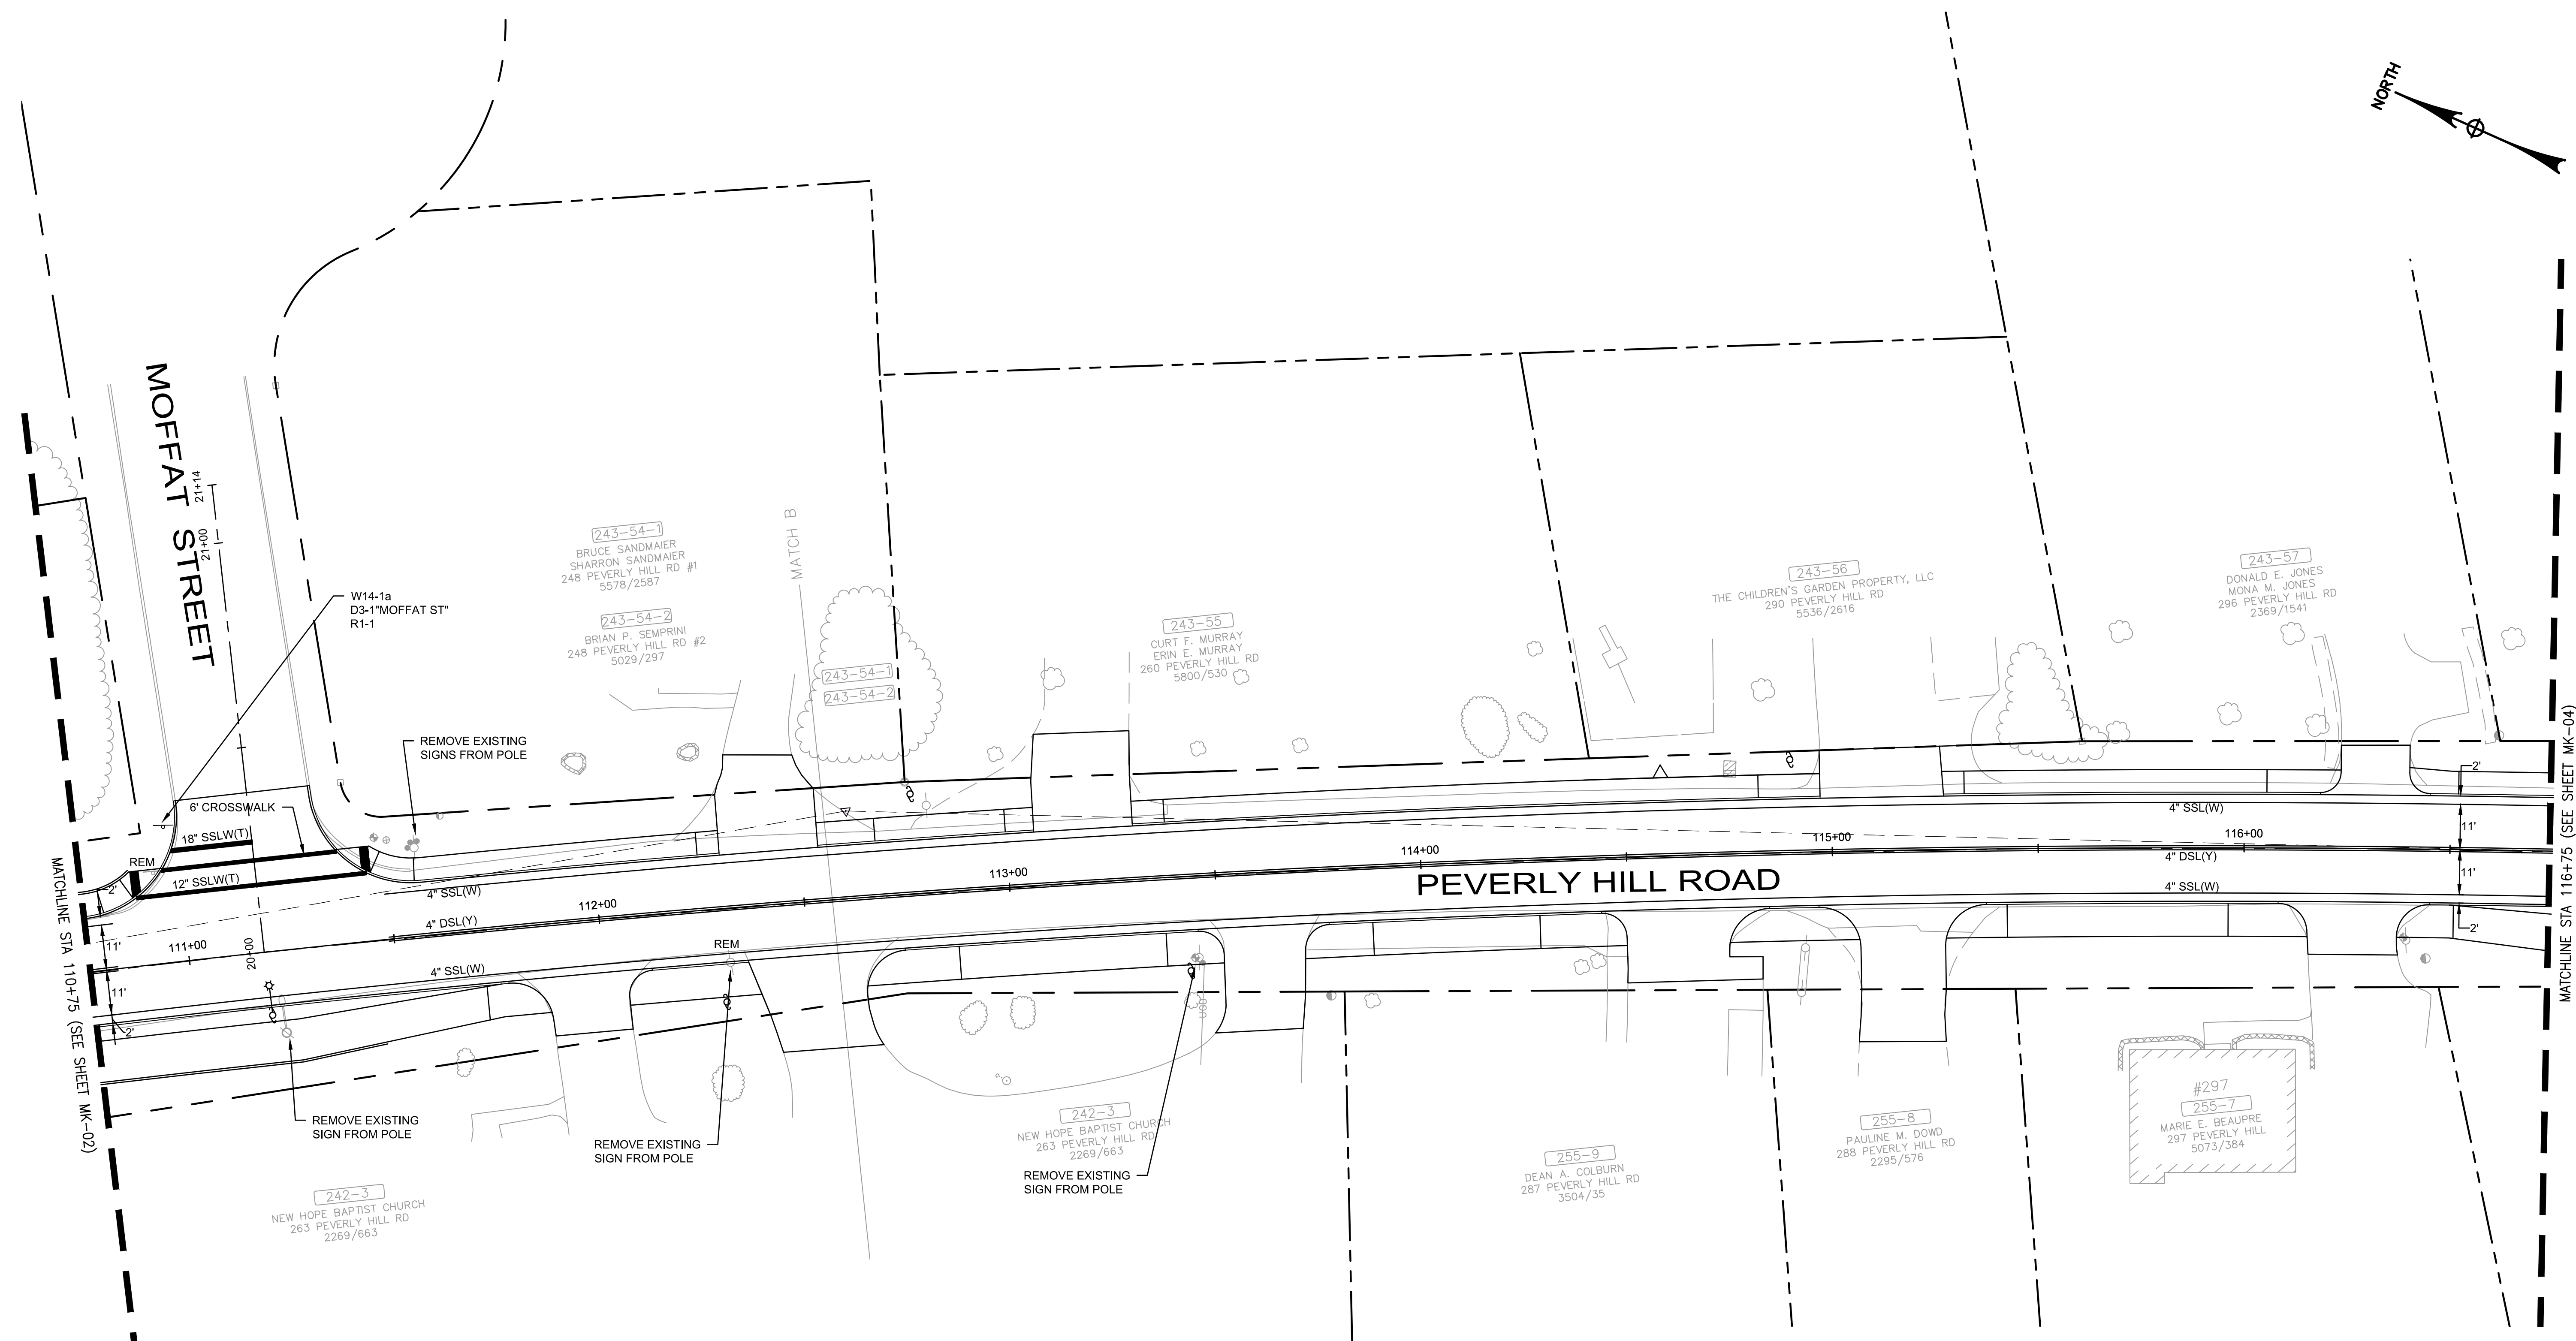 NORTH
MOFFAT STREET
21+14
21+00
20+00
W14-1a
D3-1"MOFFAT ST"
R1-1
243-54-1
BRUCE SANDMAIER
SHARRON SANDMAIER
248 PEVERLY HILL RD #1
5578/2587
243-54-2
BRIAN P. SEMPRINI
248 PEVERLY HILL RD #2
5029/297
MATCH B
243-54-1
243-54-2
243-55
CURT F. MURRAY
ERIN E. MURRAY
260 PEVERLY HILL RD
5800/530
243-56
THE CHILDREN'S GARDEN PROPERTY, LLC
290 PEVERLY HILL RD
5536/2616
243-57
DONALD E. JONES
MONA M. JONES
296 PEVERLY HILL RD
2369/1541
REMOVE EXISTING
SIGNS FROM POLE
6' CROSSWALK
18" SSLW(T)
REM
12" SSLW(T)
2'
11'
11'
2'
MATCHLINE STA 110+75 (SEE SHEET MK-02)
111+00
112+00
113+00
114+00
115+00
116+00
4" SSL(W)
4" DSL(Y)
4" SSL(W)
REM
PEVERLY HILL ROAD
4" SSL(W)
4" DSL(Y)
4" SSL(W)
2'
11'
11'
2'
MATCHLINE STA 116+75 (SEE SHEET MK-04)
REMOVE EXISTING
SIGN FROM POLE
REMOVE EXISTING
SIGN FROM POLE
242-3
NEW HOPE BAPTIST CHURCH
263 PEVERLY HILL RD
2269/663
REMOVE EXISTING
SIGN FROM POLE
242-3
NEW HOPE BAPTIST CHURCH
263 PEVERLY HILL RD
2269/663
255-9
DEAN A. COLBURN
287 PEVERLY HILL RD
3504/35
255-8
PAULINE M. DOWD
288 PEVERLY HILL RD
2295/576
#297
255-7
MARIE E. BEAUPRE
297 PEVERLY HILL
5073/384